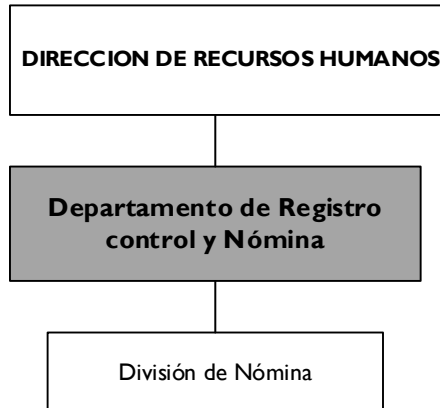 DIRECCION DE RECURSOS HUMANOS
Departamento de Registro
control y Nómina
División de Nómina